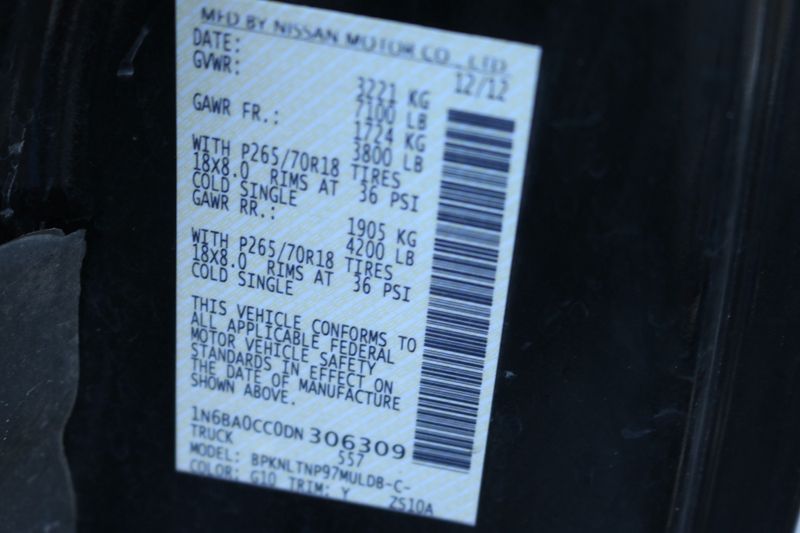 MFD BY NISSAN MOTOR CO., LTD.
DATE: 12/12
GVWR: 3221 KG
7100 LB
GAWR FR.: 1724 KG
3800 LB
WITH P265/70R18 TIRES
18X8.0 RIMS AT 36 PSI
COLD SINGLE
GAWR RR.: 1905 KG
4200 LB
WITH P265/70R18 TIRES
18X8.0 RIMS AT 36 PSI
COLD SINGLE
THIS VEHICLE CONFORMS TO
ALL APPLICABLE FEDERAL
MOTOR VEHICLE SAFETY
STANDARDS IN EFFECT ON
THE DATE OF MANUFACTURE
SHOWN ABOVE.
1N6BA0CC0DN306309
TRUCK 557
MODEL: BPKNLTNP97MULDB-C-
COLOR: G10 TRIM: Y ZS10A